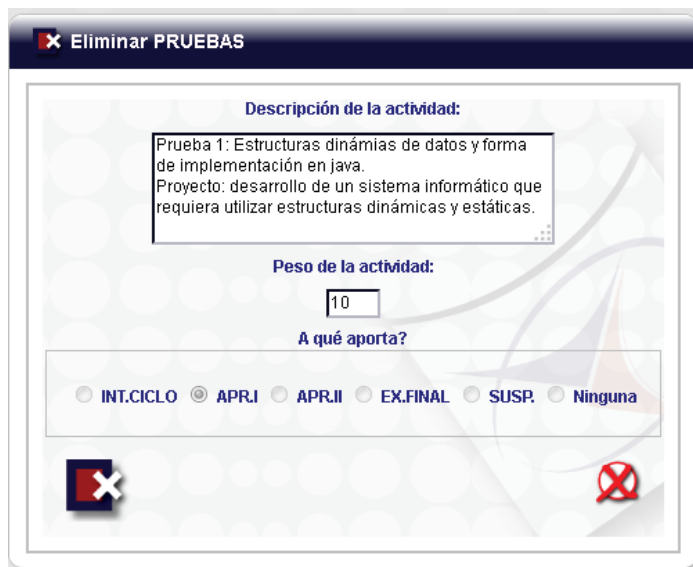 Eliminar PRUEBAS
Descripción de la actividad:
Prueba 1: Estructuras dinámias de datos y forma
de implementación en java.
Proyecto: desarrollo de un sistema informático que
requiera utilizar estructuras dinámicas y estáticas.
Peso de la actividad:
10
A qué aporta?
INT.CICLO APR.I APR.II EX.FINAL SUSP. Ninguna